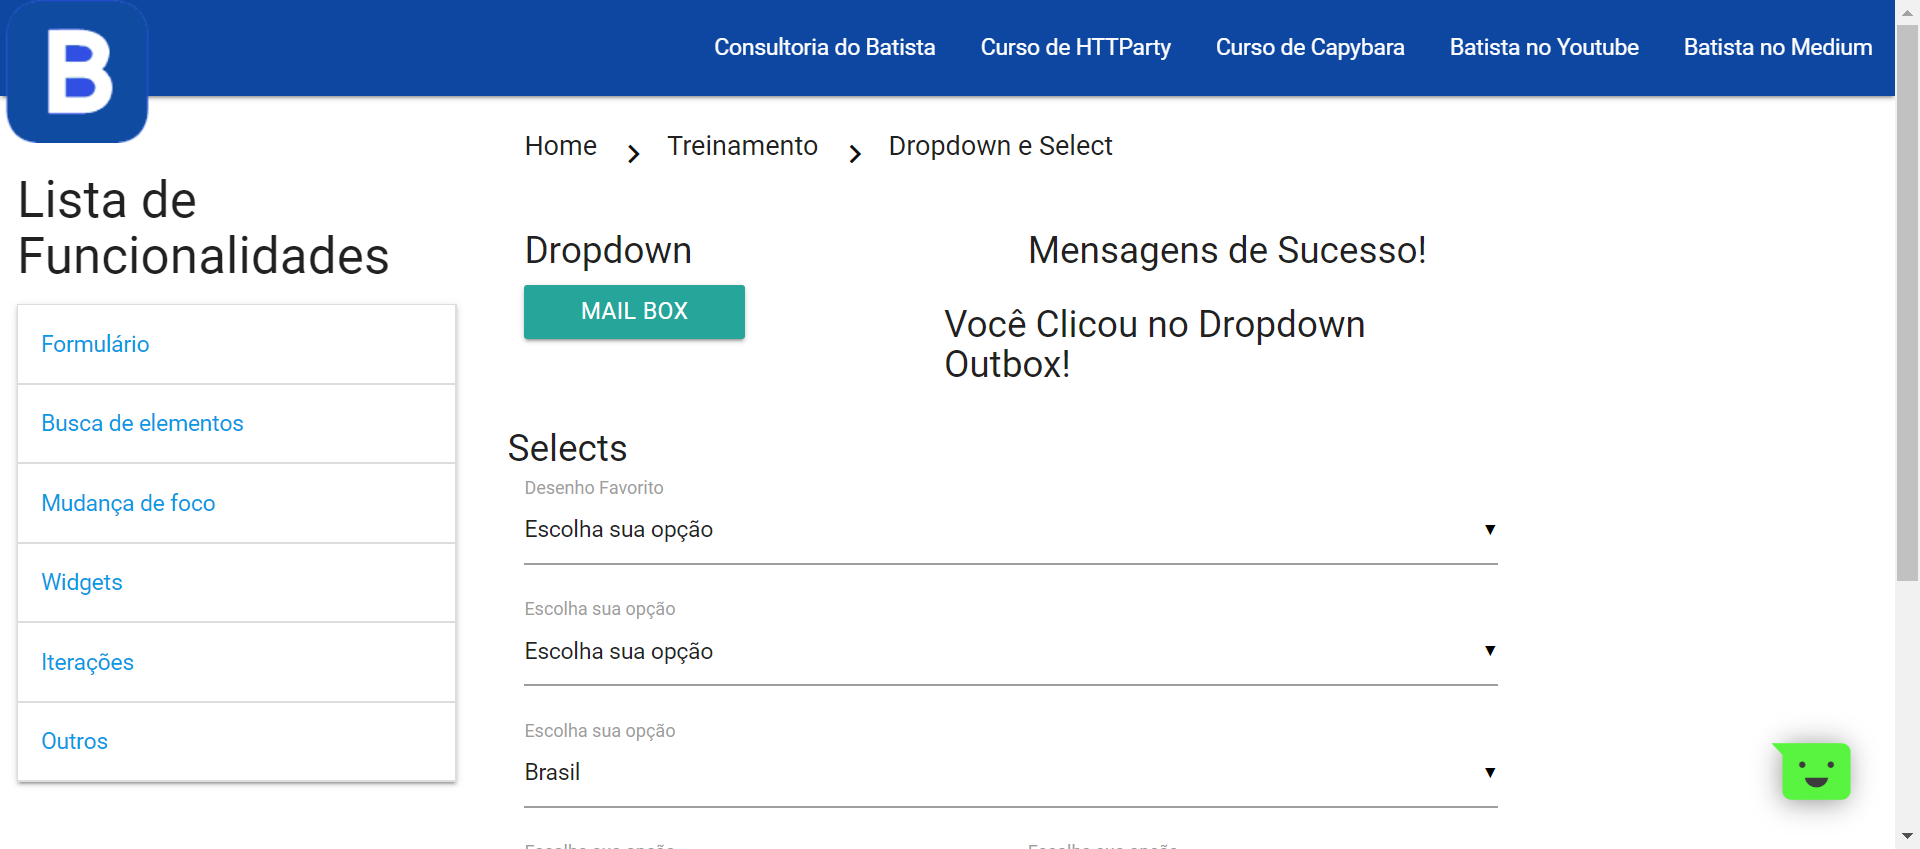 B
Consultoria do Batista
Curso de HTTParty
Curso de Capybara
Batista no Youtube
Batista no Medium
Home
Treinamento
Dropdown e Select
Lista de
Funcionalidades
Formulário
Busca de elementos
Mudança de foco
Widgets
Iterações
Outros
Dropdown
MAIL BOX
Mensagens de Sucesso!
Você Clicou no Dropdown
Outbox!
Selects
Desenho Favorito
Escolha sua opção
Escolha sua opção
Escolha sua opção
Escolha sua opção
Brasil